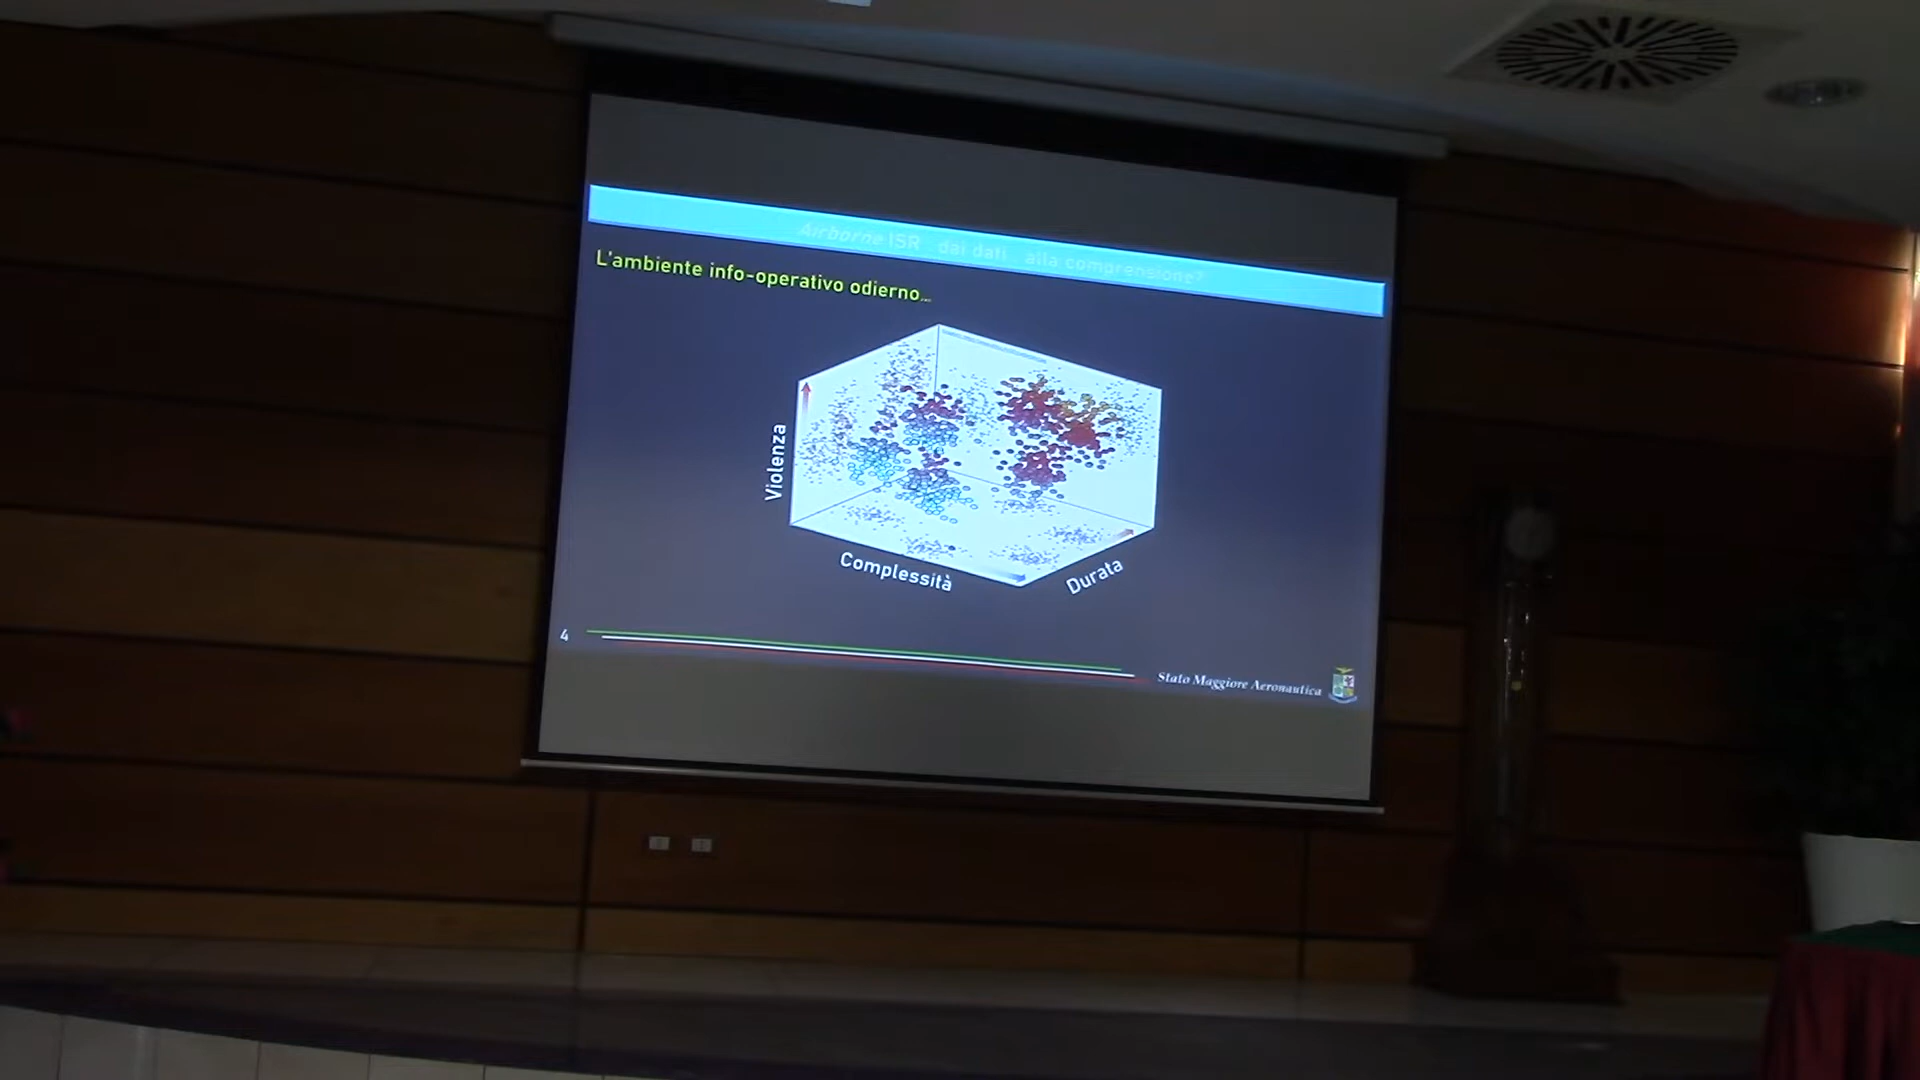 Airborne ISR dai dati alla comprensione?
L'ambiente info-operativo odierno...
Violenza
Complessità
Durata
4
Stato Maggiore Aeronautica